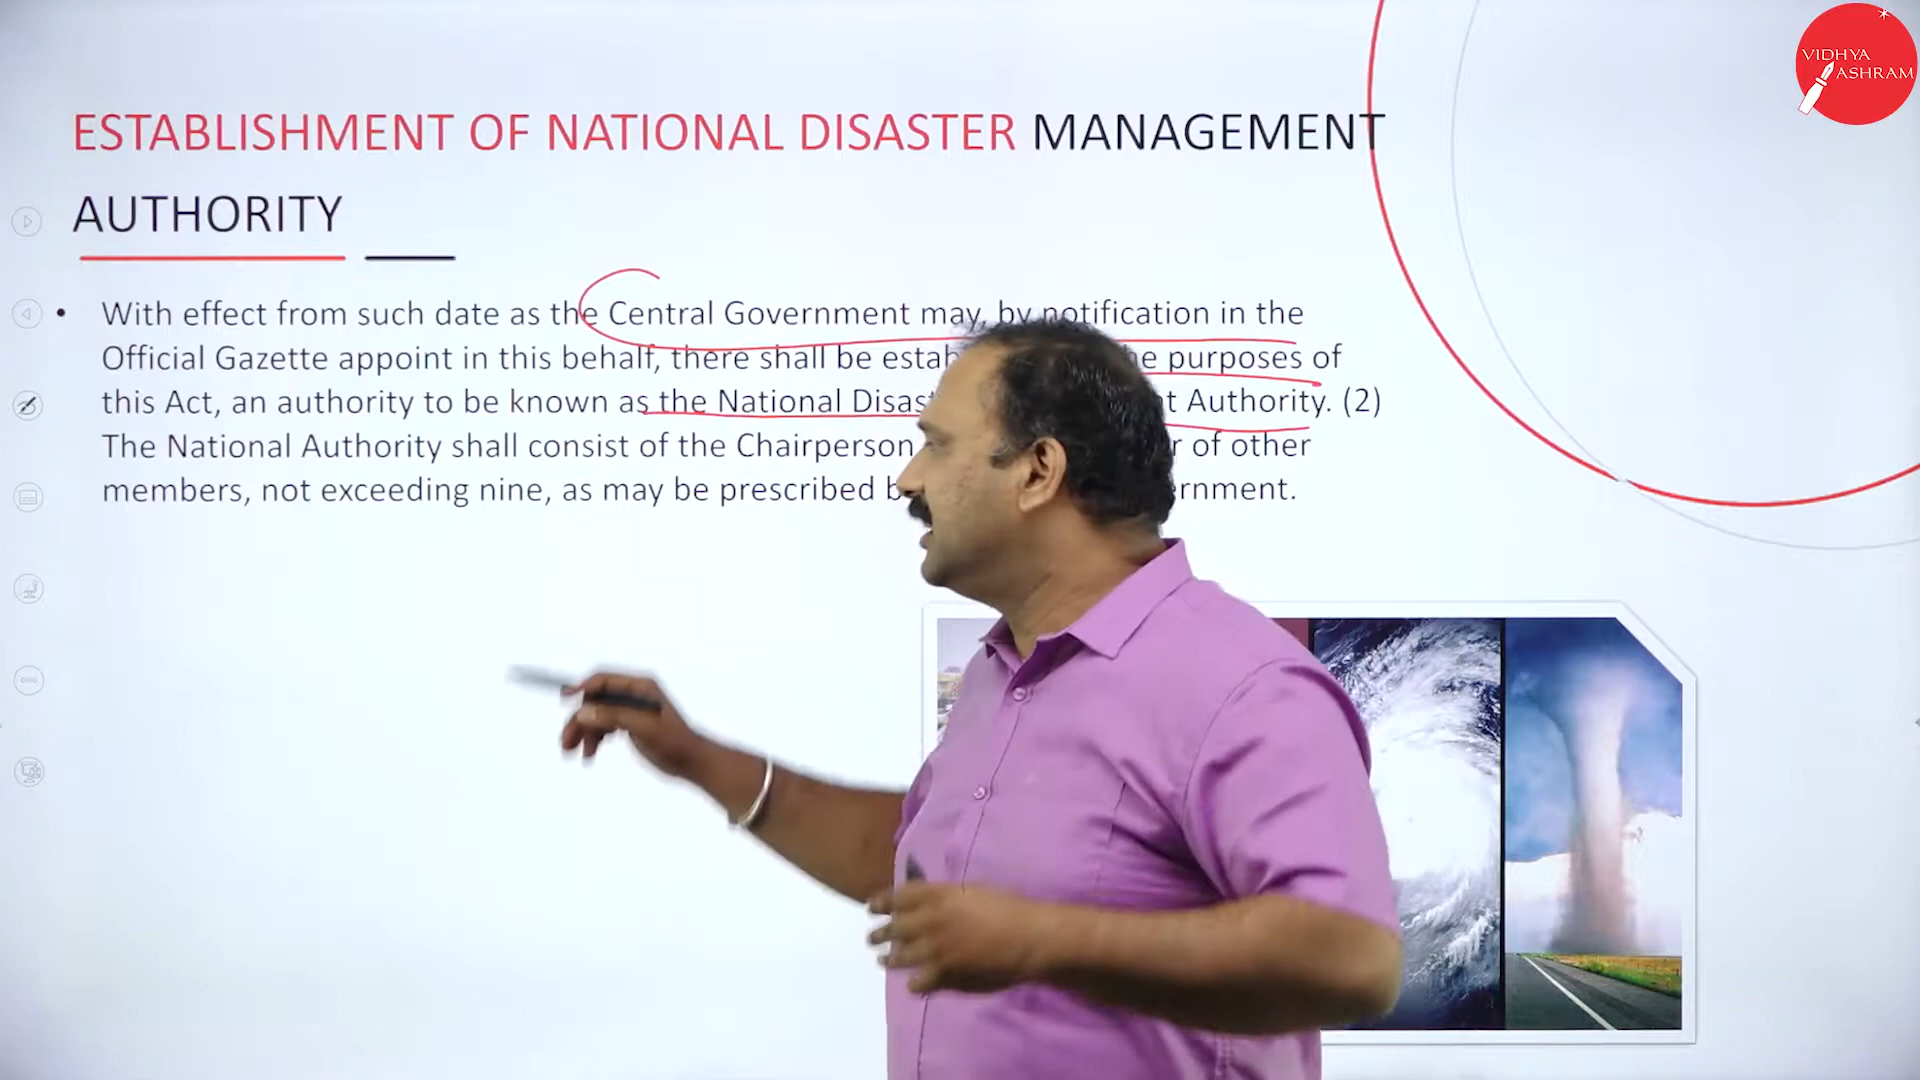 VIDHYA
ASHRAM
ESTABLISHMENT OF NATIONAL DISASTER MANAGEMENT
AUTHORITY
• With effect from such date as the Central Government may, by notification in the
Official Gazette appoint in this behalf, there shall be purposes of
this Act, an authority to be known as the National Authority. (2)
The National Authority shall consist of the Chairperson of other
members, not exceeding nine, as may be prescribed